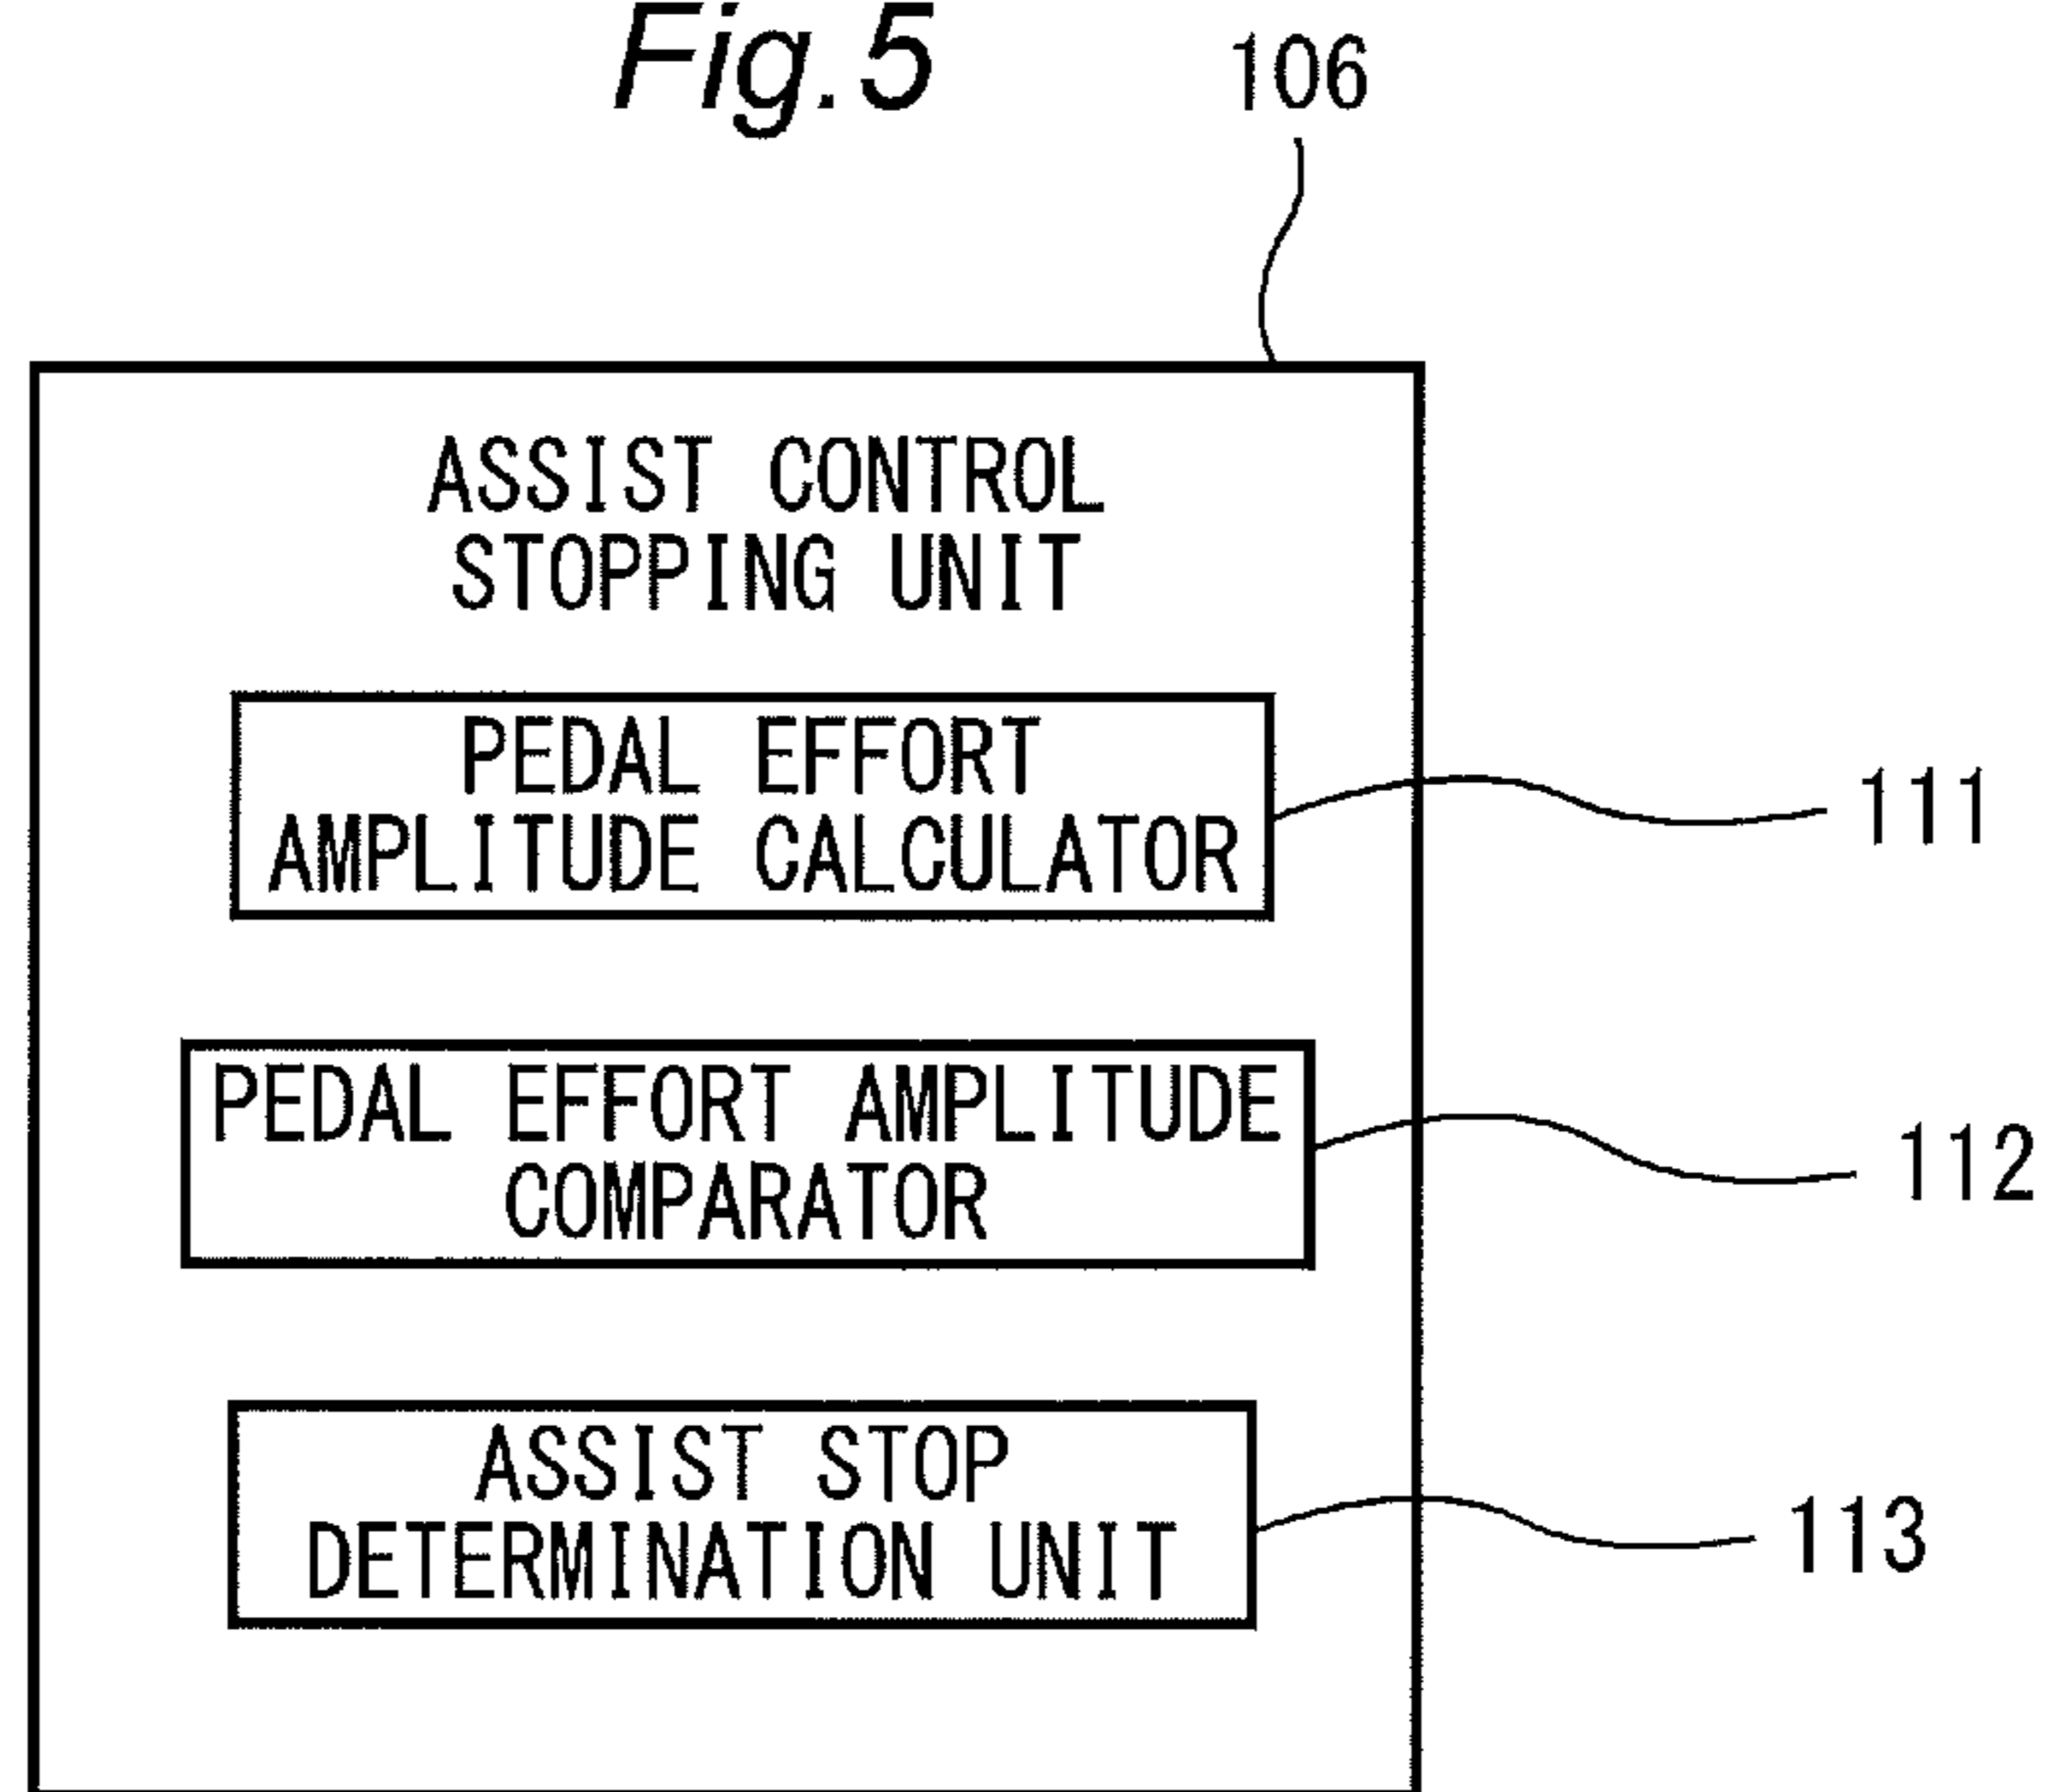 Fig.5
106
ASSIST CONTROL
STOPPING UNIT
PEDAL EFFORT
AMPLITUDE CALCULATOR
111
PEDAL EFFORT AMPLITUDE
COMPARATOR
112
ASSIST STOP
DETERMINATION UNIT
113